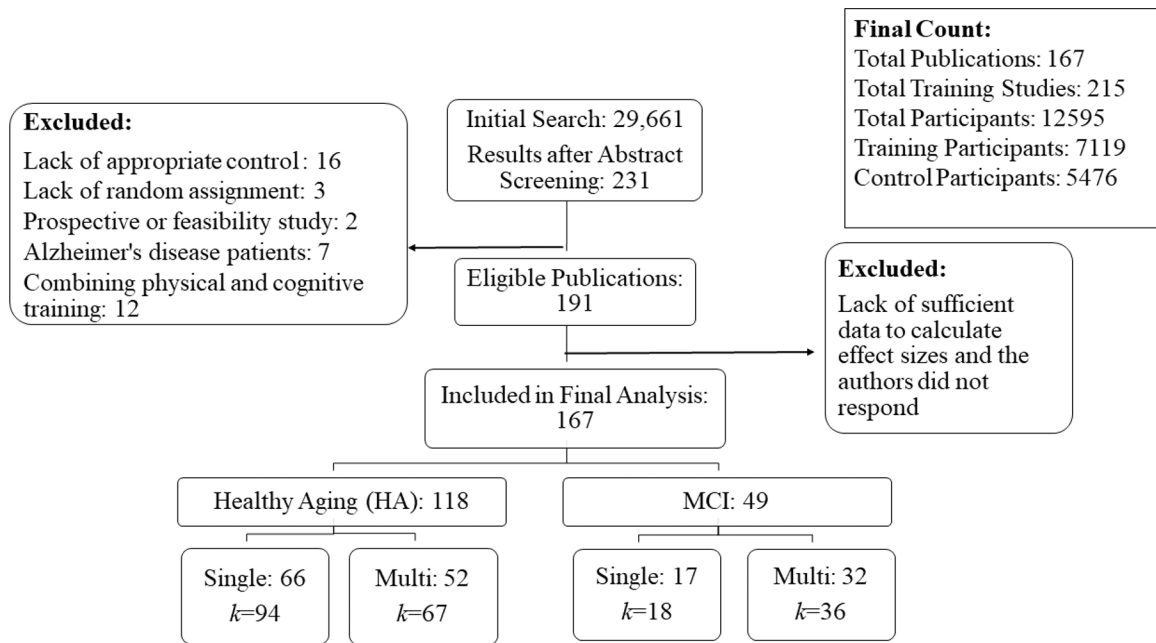 Final Count:
Total Publications: 167
Total Training Studies: 215
Total Participants: 12595
Training Participants: 7119
Control Participants: 5476
Initial Search: 29,661
Results after Abstract
Screening: 231
Excluded:
Lack of appropriate control: 16
Lack of random assignment: 3
Prospective or feasibility study: 2
Alzheimer's disease patients: 7
Combining physical and cognitive
training: 12
Eligible Publications:
191
Excluded:
Lack of sufficient
data to calculate
effect sizes and the
authors did not
respond
Included in Final Analysis:
167
Healthy Aging (HA): 118
MCI: 49
Single: 66
k=94
Multi: 52
k=67
Single: 17
k=18
Multi: 32
k=36